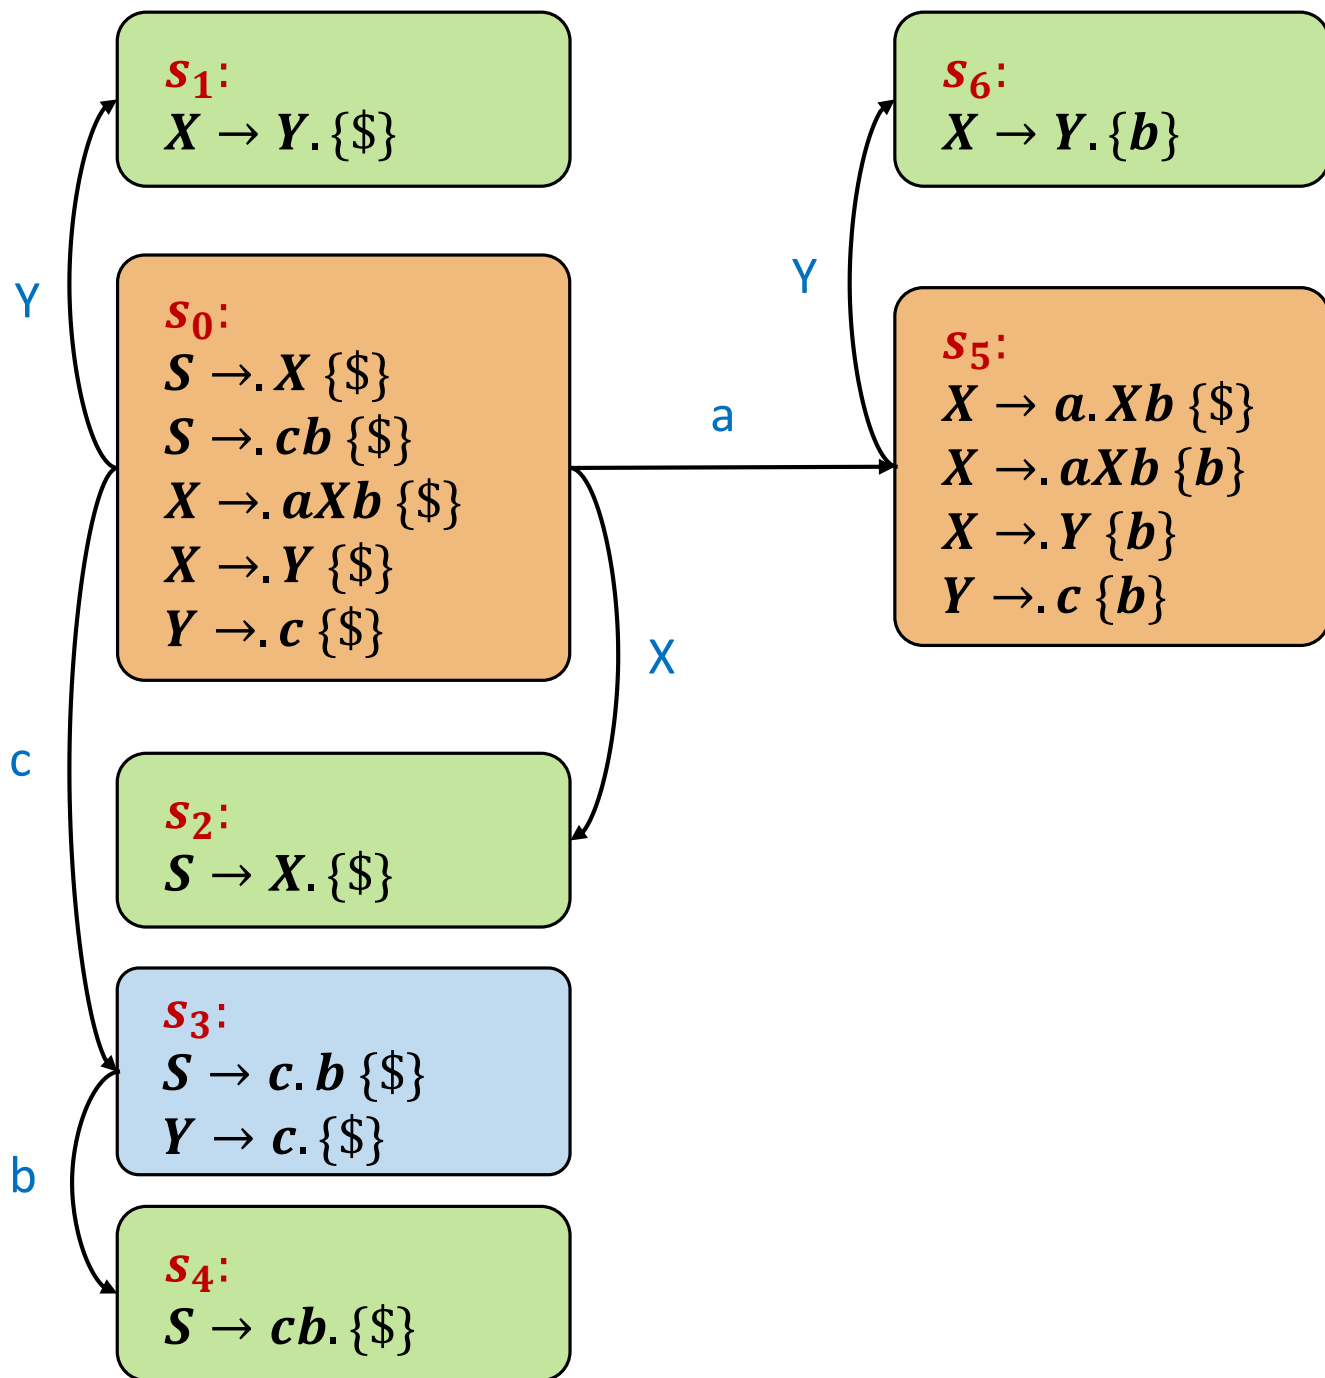 s₁:
X → Y. {$}
s₆:
X → Y. {b}
Y
s₀:
S →. X {$}
S →. cb {$}
X →. aXb {$}
X →. Y {$}
Y →. c {$}
a
Y
s₅:
X → a. Xb {$}
X →. aXb {b}
X →. Y {b}
Y →. c {b}
X
c
s₂:
S → X. {$}
s₃:
S → c. b {$}
Y → c. {$}
b
s₄:
S → cb. {$}